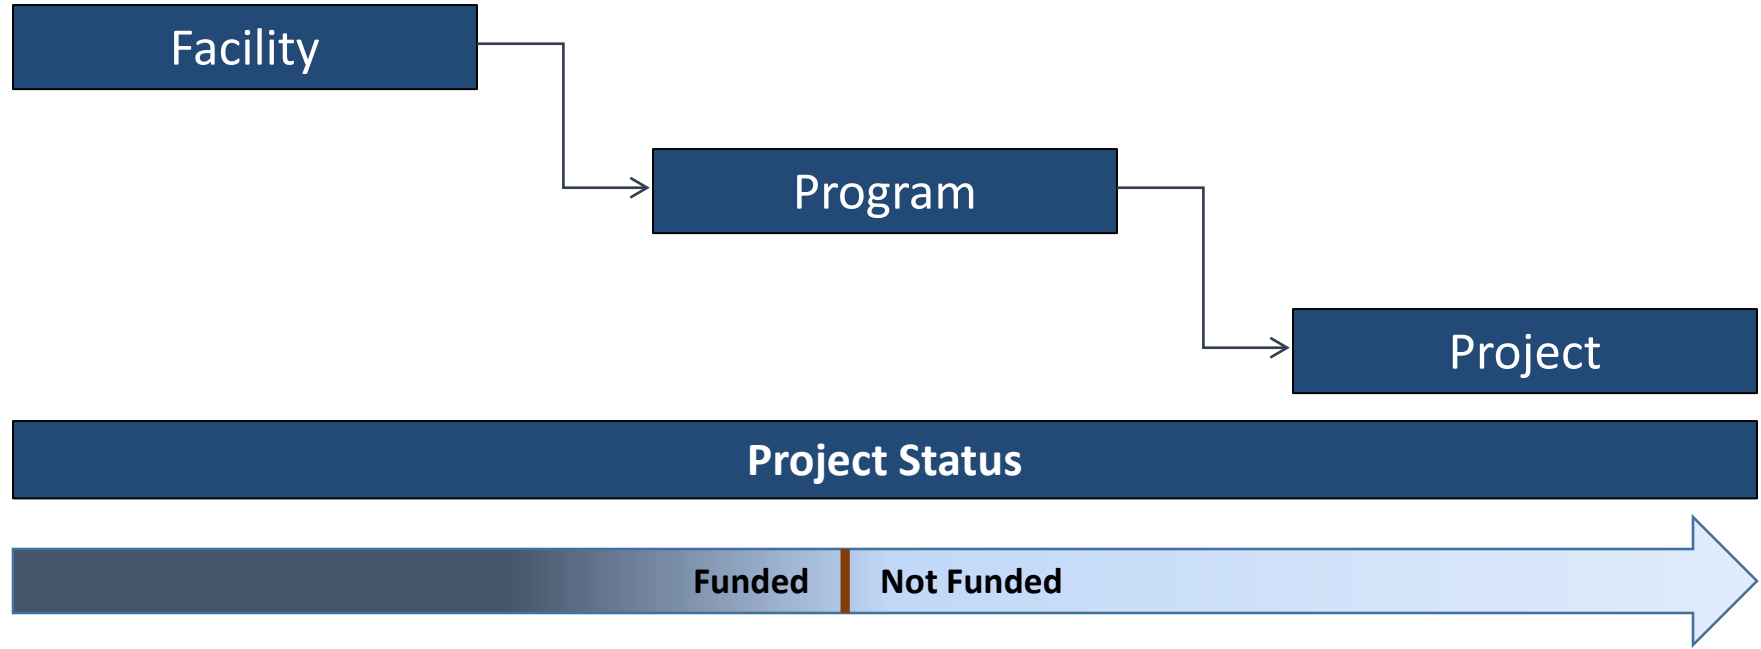 Facility
Program
Project
Project Status
Funded
Not Funded